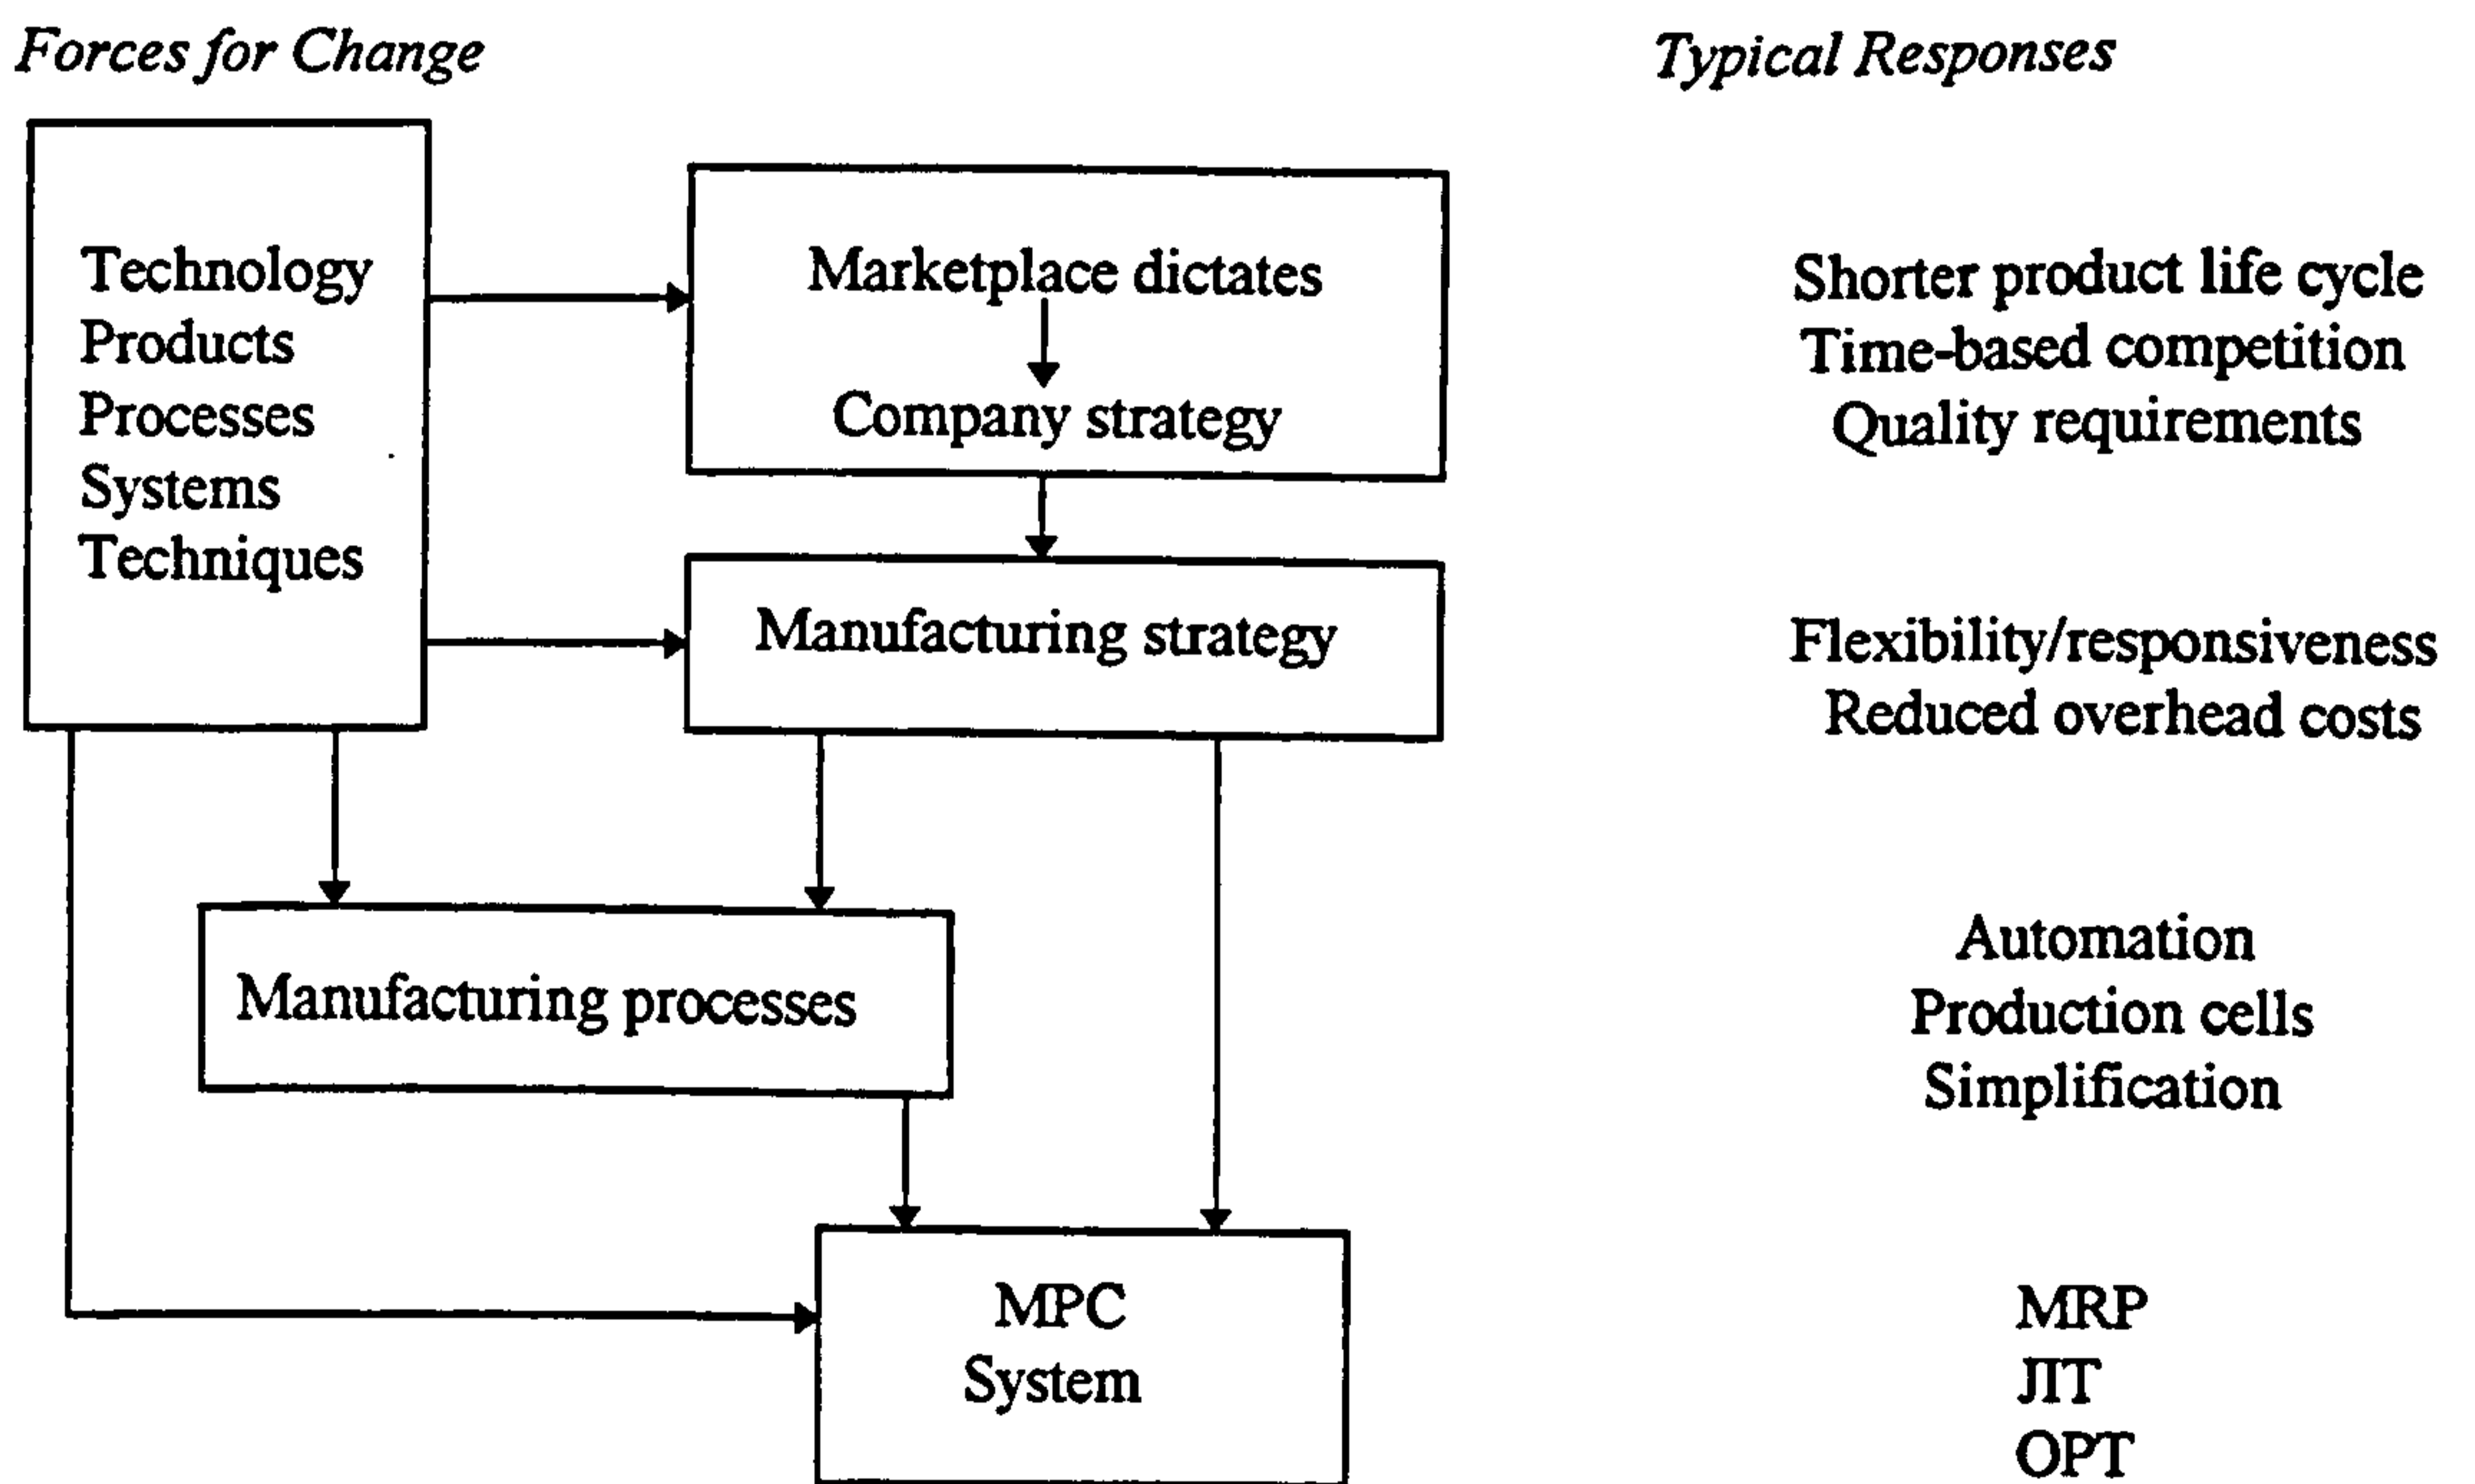 Forces for Change
Typical Responses
Technology
Products
Processes
Systems
Techniques
Marketplace dictates
Company strategy
Shorter product life cycle
Time-based competition
Quality requirements
Manufacturing strategy
Flexibility/responsiveness
Reduced overhead costs
Manufacturing processes
Automation
Production cells
Simplification
MPC
System
MRP
JIT
OPT